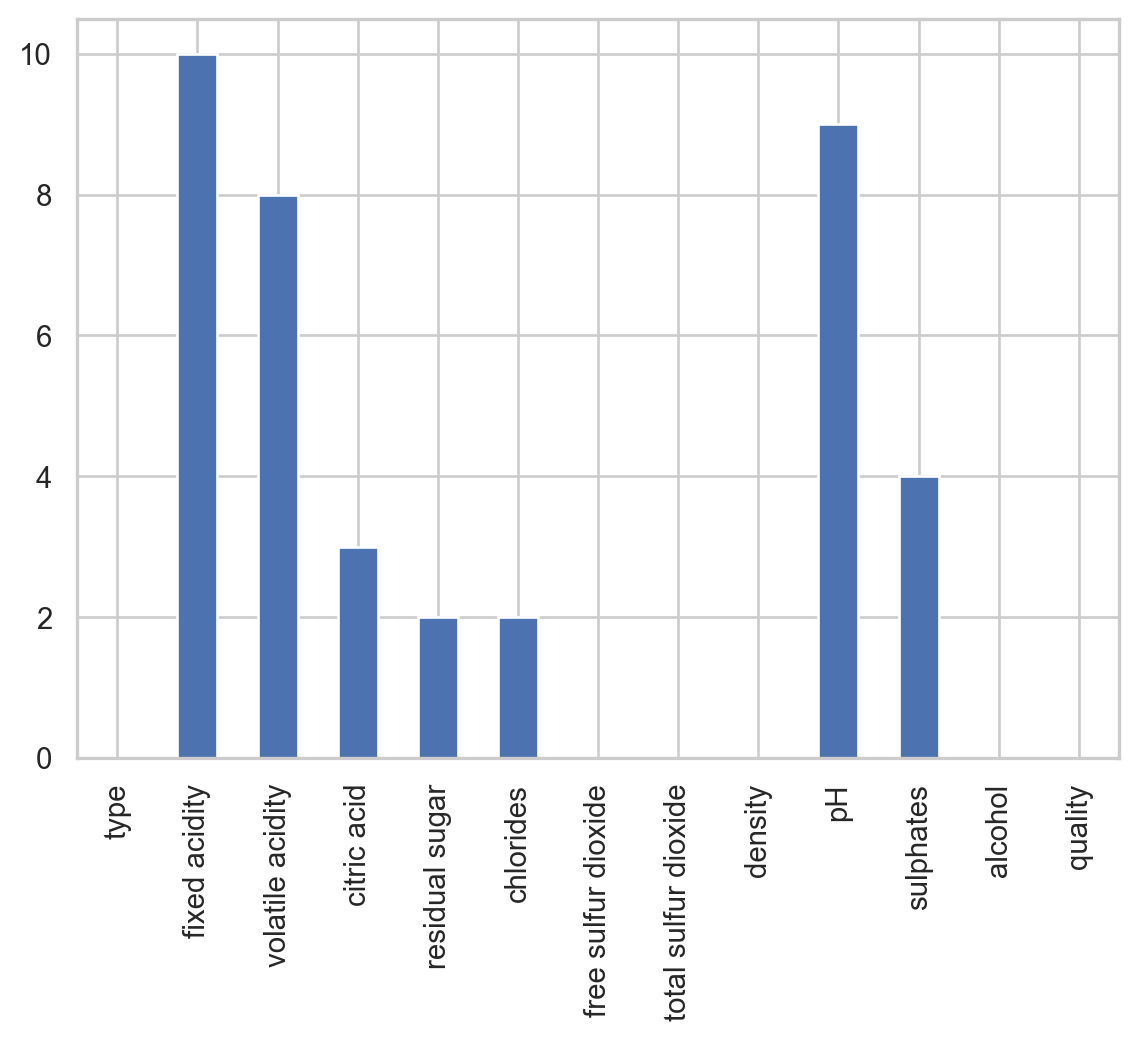 10
8
6
4
2
0
type
fixed acidity
volatile acidity
citric acid
residual sugar
chlorides
free sulfur dioxide
total sulfur dioxide
density
pH
sulphates
alcohol
quality